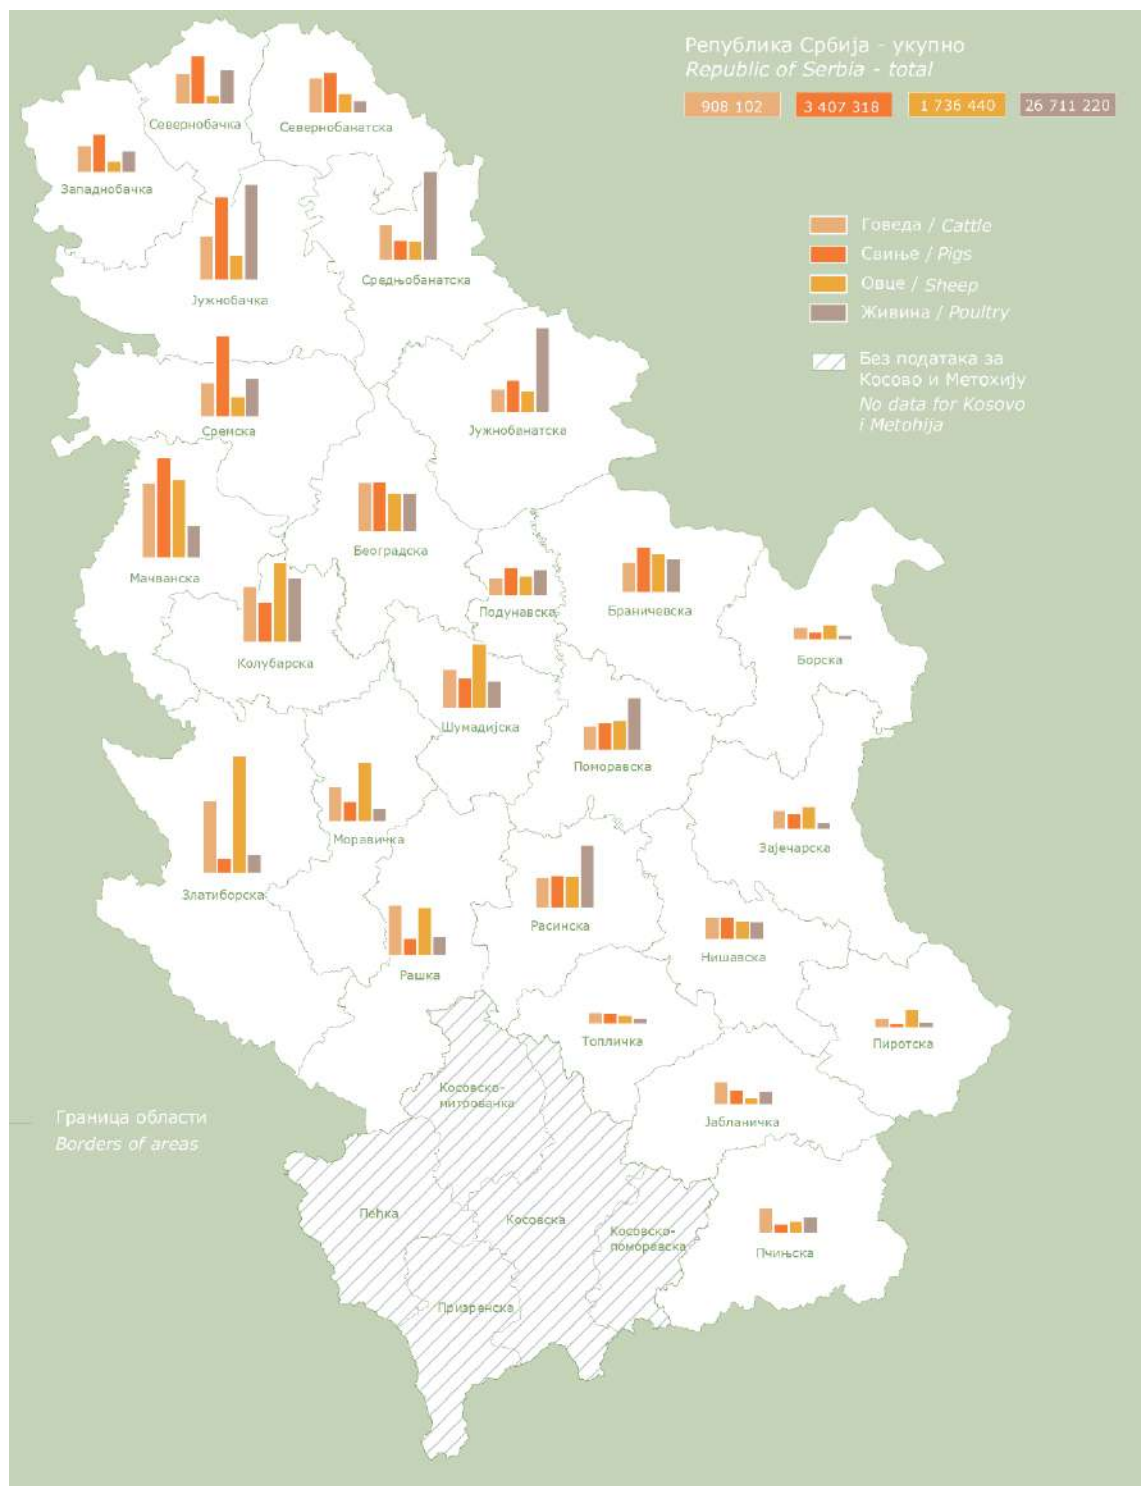 Република Србија - укупно
Republic of Serbia - total
908 102
3 407 318
1 736 440
26 711 220
Говеда / Cattle
Свиње / Pigs
Овце / Sheep
Живина / Poultry
Без података за
Косово и Метохију
No data for Kosovo
i Metohija
Севернобачка
Севернобанатска
Западнобачка
Јужнобачка
Средњобанатска
Сремска
Јужнобанатска
Мачванска
Београдска
Подунавска
Браничевска
Колубарска
Борска
Шумадијска
Поморавска
Моравичка
Зајечарска
Златиборска
Расинска
Рашка
Нишавска
Топличка
Пиротска
Косовско-
митровачка
Јабланичка
Граница области
Borders of areas
Пећка
Косовска
Косовско-
поморавска
Пчињска
Призренска